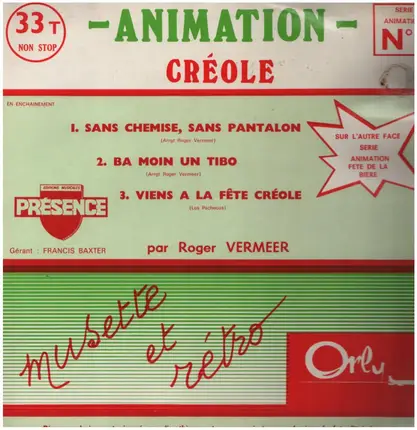 33 T
NON STOP
- ANIMATION -
CRÉOLE
SERIE
ANIMATI
N°
EN ENCHAINEMENT
1. SANS CHEMISE, SANS PANTALON
(Arrgt Roger Vermeer)
2. BA MOIN UN TIBO
(Arrgt Roger Vermeer)
3. VIENS A LA FÊTE CRÉOLE
(Les Pêcheurs)
SUR L'AUTRE FACE
SERIE
ANIMATION
FETE DE LA
BIERE
PRÉSENCE
Gérant : FRANCIS BAXTER
par Roger VERMEER
musette
et
rétro
Orly